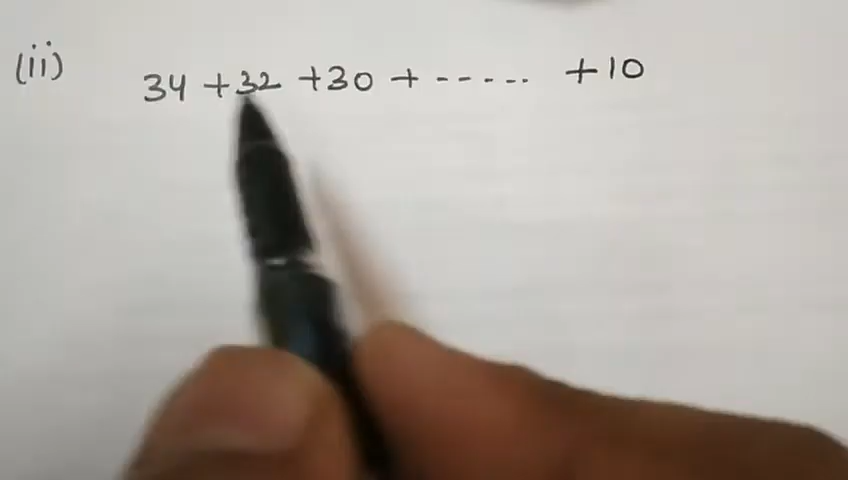 (ii) 34 + 32 + 30 + ----- + 10